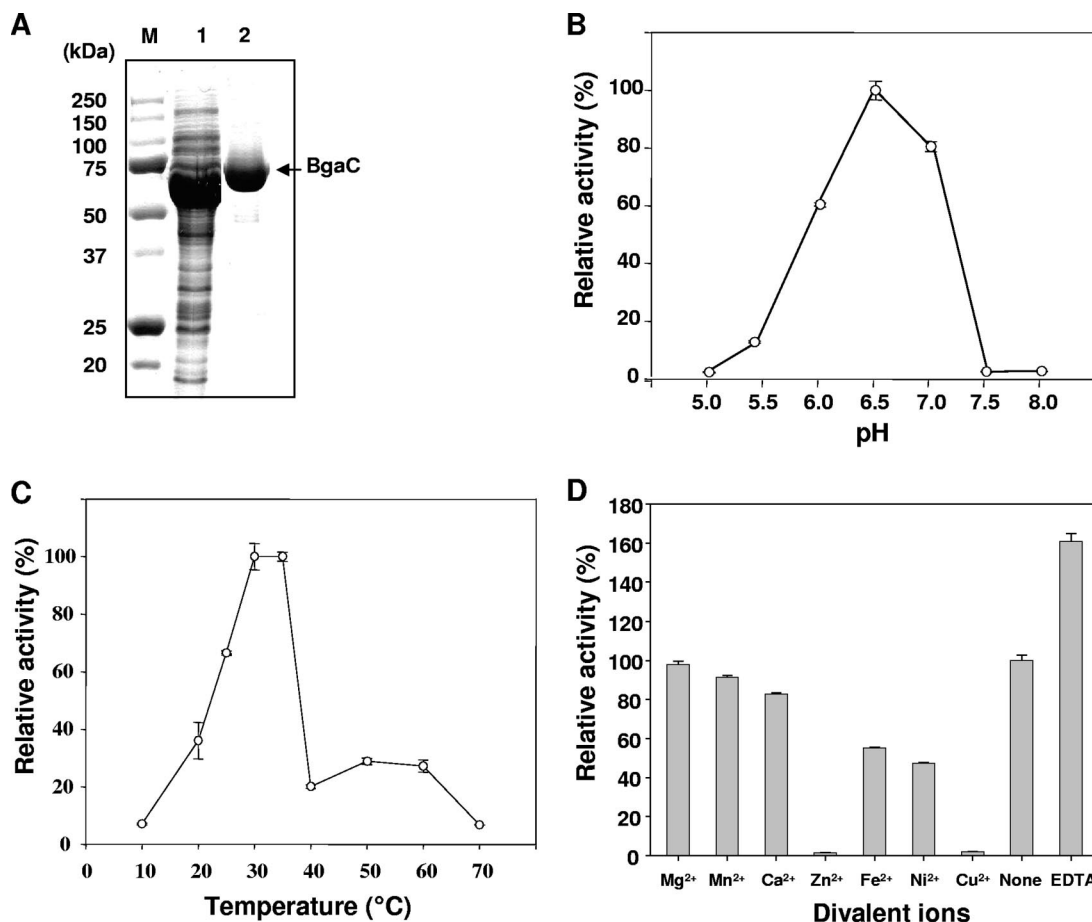 A
(kDa) M 1 2
250
150
100
75
BgaC
50
37
25
20
B
Relative activity (%)
100
80
60
40
20
0
5.0 5.5 6.0 6.5 7.0 7.5 8.0
pH
C
Relative activity (%)
100
80
60
40
20
0
0 10 20 30 40 50 60 70 80
Temperature (°C)
D
Relative activity (%)
180
160
140
120
100
80
60
40
20
0
Mg²⁺ Mn²⁺ Ca²⁺ Zn²⁺ Fe²⁺ Ni²⁺ Cu²⁺ None EDTA
Divalent ions